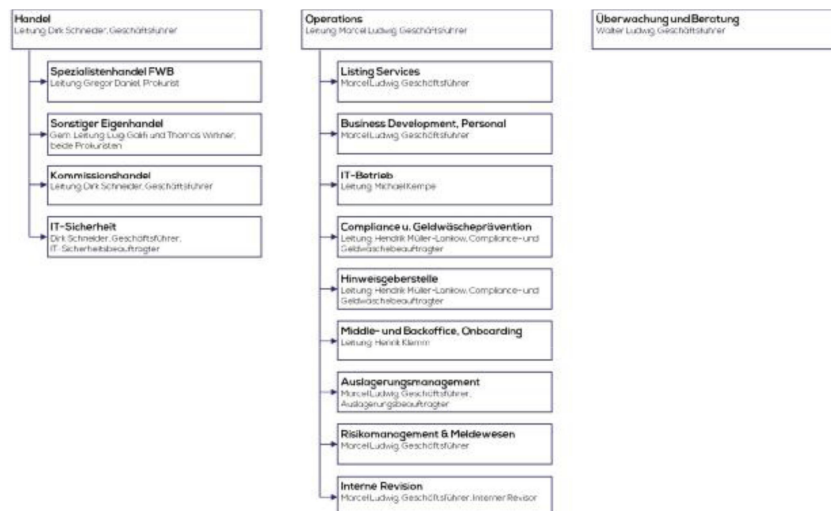 Handel
Leitung: Dirk Schneider, Geschäftsführer
Spezialistenhandel FWB
Leitung: Gregor Daniel, Prokurist
Sonstiger Eigenhandel
Gem. Leitung: Luigi und Thomas
beide Prokuristen
Kommissionshandel
Leitung: Dirk Schneider, Geschäftsführer
IT-Sicherheit
Dirk Schneider, Geschäftsführer,
IT-Sicherheitsbeauftragter
Operations
Leitung: Marcel Ludwig, Geschäftsführer
Listing Services
Marcel Ludwig, Geschäftsführer
Business Development, Personal
Marcel Ludwig, Geschäftsführer
IT-Betrieb
Leitung: Michael Kempe
Compliance u. Geldwäscheprävention
Leitung: Hendrik Müller-Lankow, Compliance- und
Geldwäschebeauftragter
Hinweisgeberstelle
Leitung: Hendrik Müller-Lankow, Compliance- und
Geldwäschebeauftragter
Middle- und Backoffice, Onboarding
Leitung: Henrik Klemm
Auslagerungsmanagement
Marcel Ludwig, Geschäftsführer,
Auslagerungsbeauftragter
Risikomanagement & Meldewesen
Marcel Ludwig, Geschäftsführer
Interne Revision
Marcel Ludwig, Geschäftsführer, Interner Revisor
Überwachung und Beratung
Walter Ludwig, Geschäftsführer